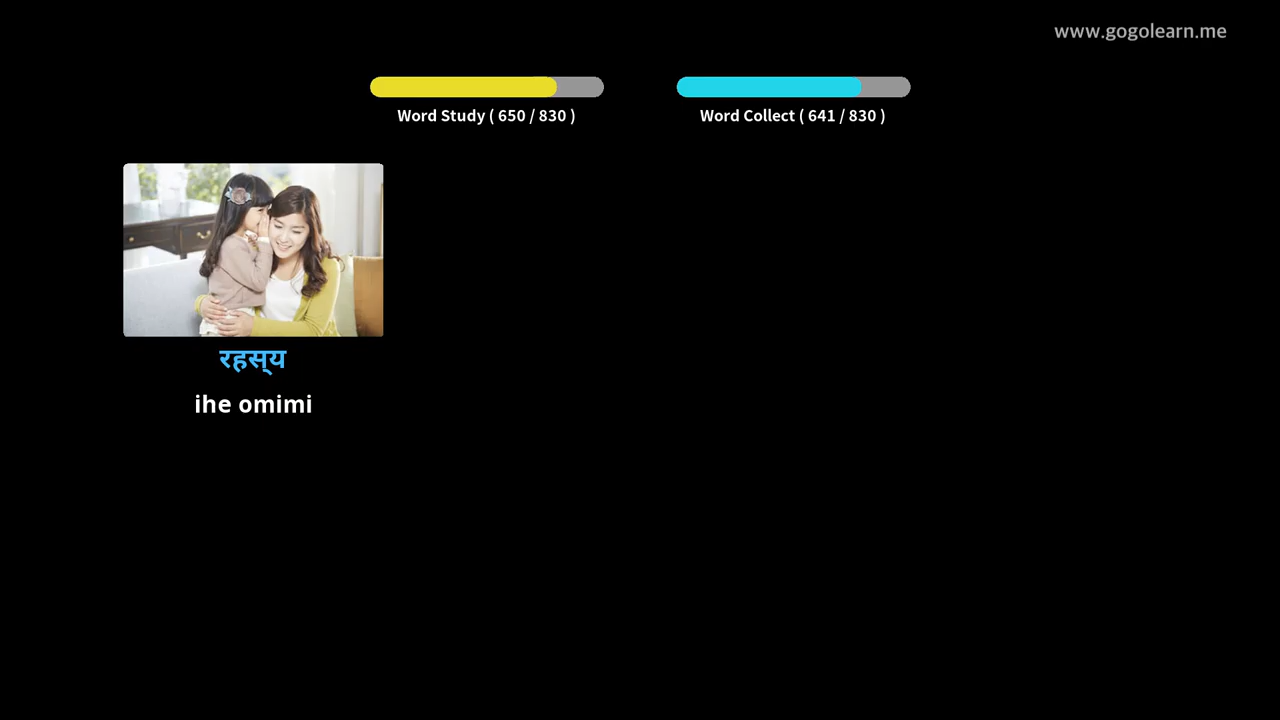 www.gogolearn.me
Word Study ( 650 / 830 )
Word Collect ( 641 / 830 )
रहस्य
ihe omimi